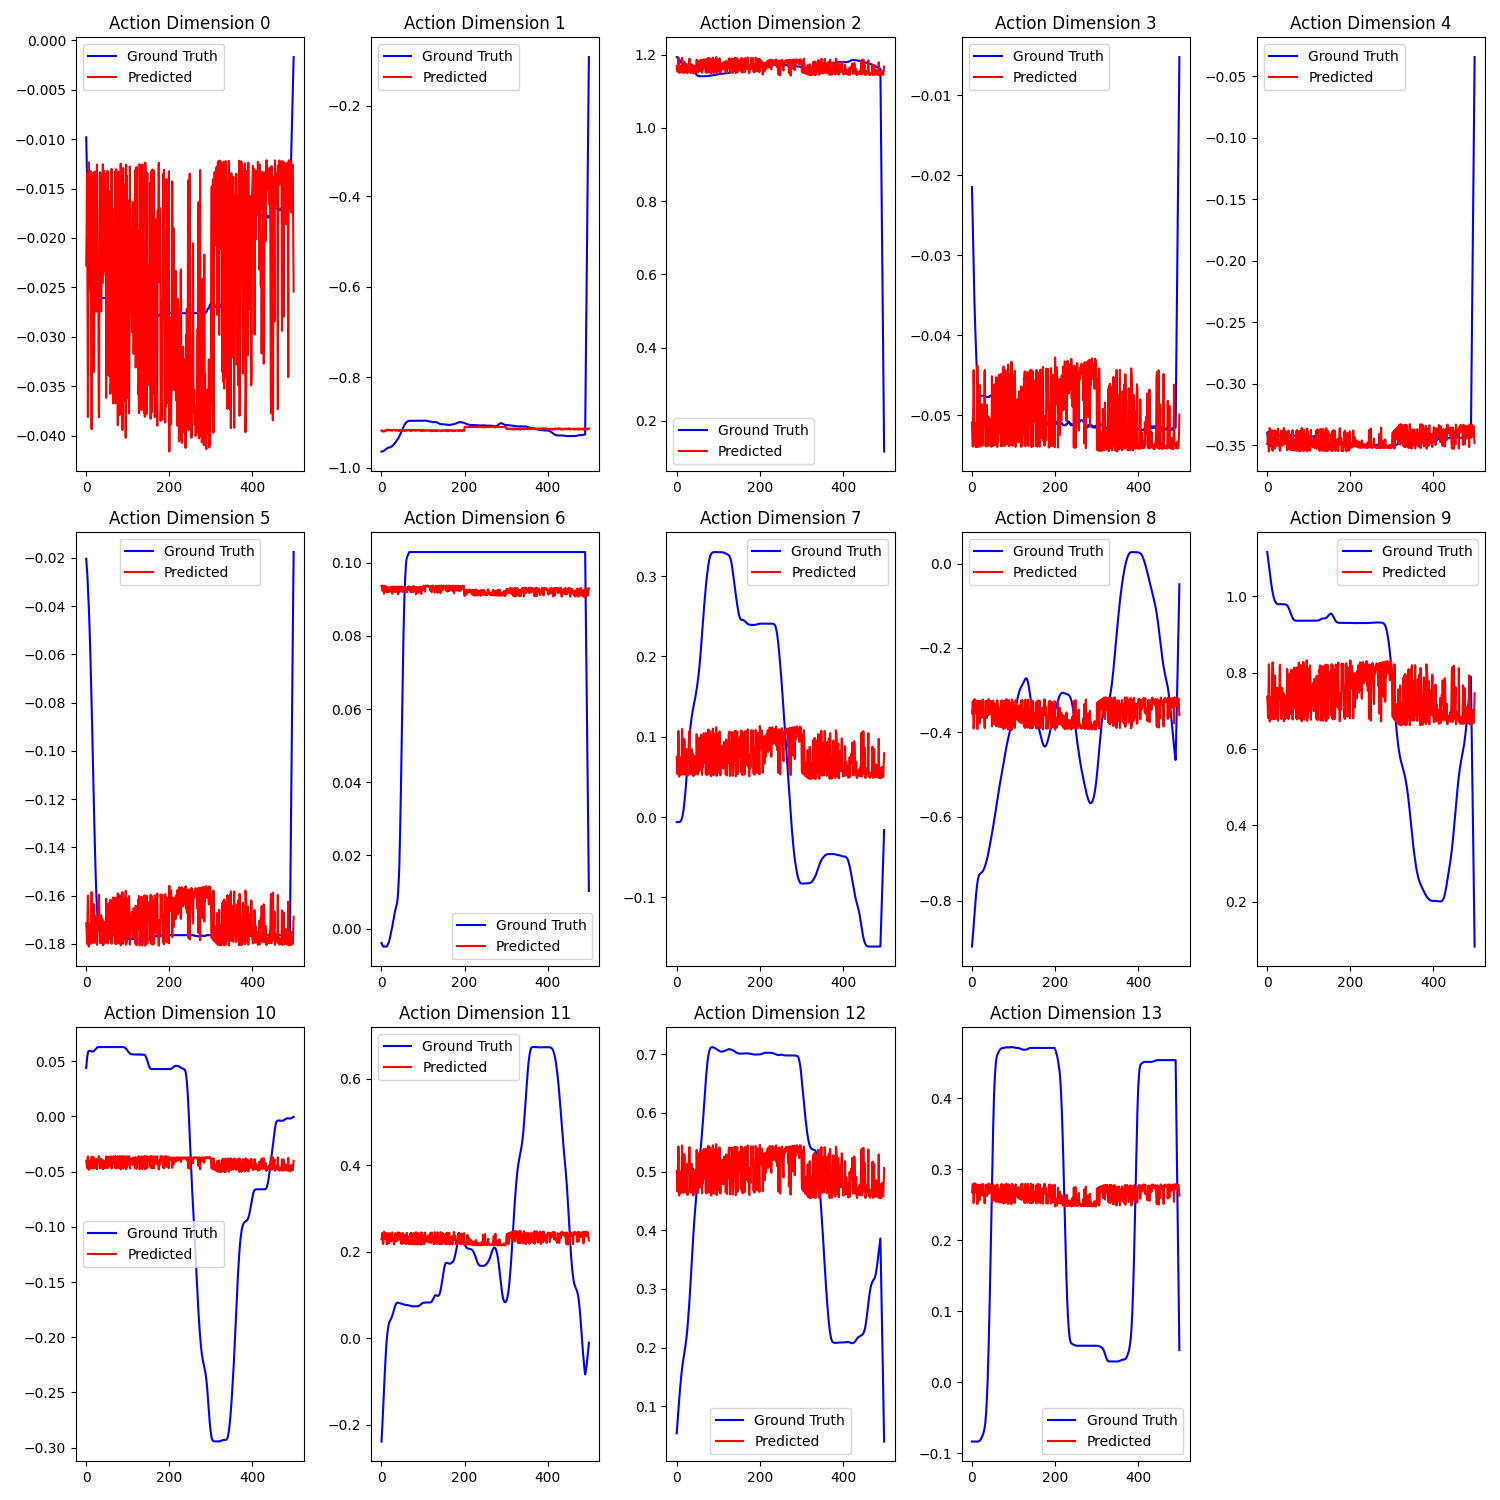 Action Dimension 0
Ground Truth
Predicted
0.000
−0.005
−0.010
−0.015
−0.020
−0.025
−0.030
−0.035
−0.040
0 200 400
Action Dimension 1
Ground Truth
Predicted
−0.2
−0.4
−0.6
−0.8
−1.0
0 200 400
Action Dimension 2
1.2
1.0
0.8
0.6
0.4
0.2
Ground Truth
Predicted
0 200 400
Action Dimension 3
Ground Truth
Predicted
−0.01
−0.02
−0.03
−0.04
−0.05
0 200 400
Action Dimension 4
Ground Truth
Predicted
−0.05
−0.10
−0.15
−0.20
−0.25
−0.30
−0.35
0 200 400
Action Dimension 5
Ground Truth
Predicted
−0.02
−0.04
−0.06
−0.08
−0.10
−0.12
−0.14
−0.16
−0.18
0 200 400
Action Dimension 6
0.10
0.08
0.06
0.04
0.02
0.00
Ground Truth
Predicted
0 200 400
Action Dimension 7
Ground Truth
Predicted
0.3
0.2
0.1
0.0
−0.1
0 200 400
Action Dimension 8
Ground Truth
Predicted
0.0
−0.2
−0.4
−0.6
−0.8
0 200 400
Action Dimension 9
Ground Truth
Predicted
1.0
0.8
0.6
0.4
0.2
0 200 400
Action Dimension 10
0.05
0.00
−0.05
−0.10
−0.15
−0.20
−0.25
−0.30
Ground Truth
Predicted
0 200 400
Action Dimension 11
Ground Truth
Predicted
0.6
0.4
0.2
0.0
−0.2
0 200 400
Action Dimension 12
0.7
0.6
0.5
0.4
0.3
0.2
0.1
Ground Truth
Predicted
0 200 400
Action Dimension 13
0.4
0.3
0.2
0.1
0.0
−0.1
Ground Truth
Predicted
0 200 400